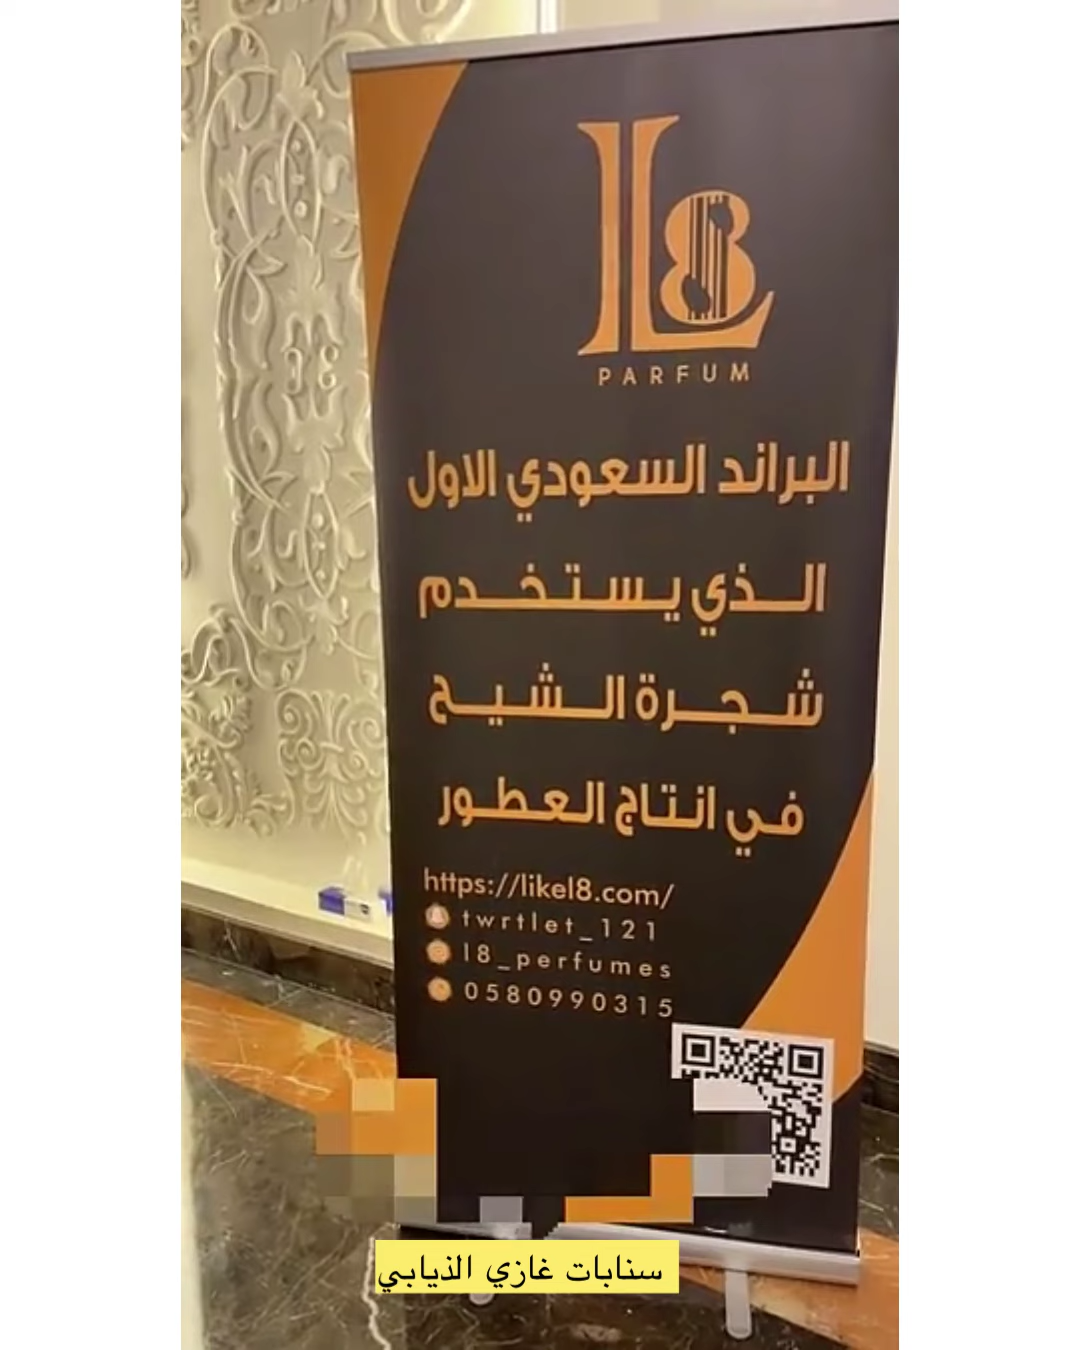 L8
PARFUM
البراند السعودي الاول
الذي يستخدم
شجرة الشيح
في انتاج العطور
https://likel8.com/
twrtlet_121
l8_perfumes
0580990315
سنابات غازي الذيابي